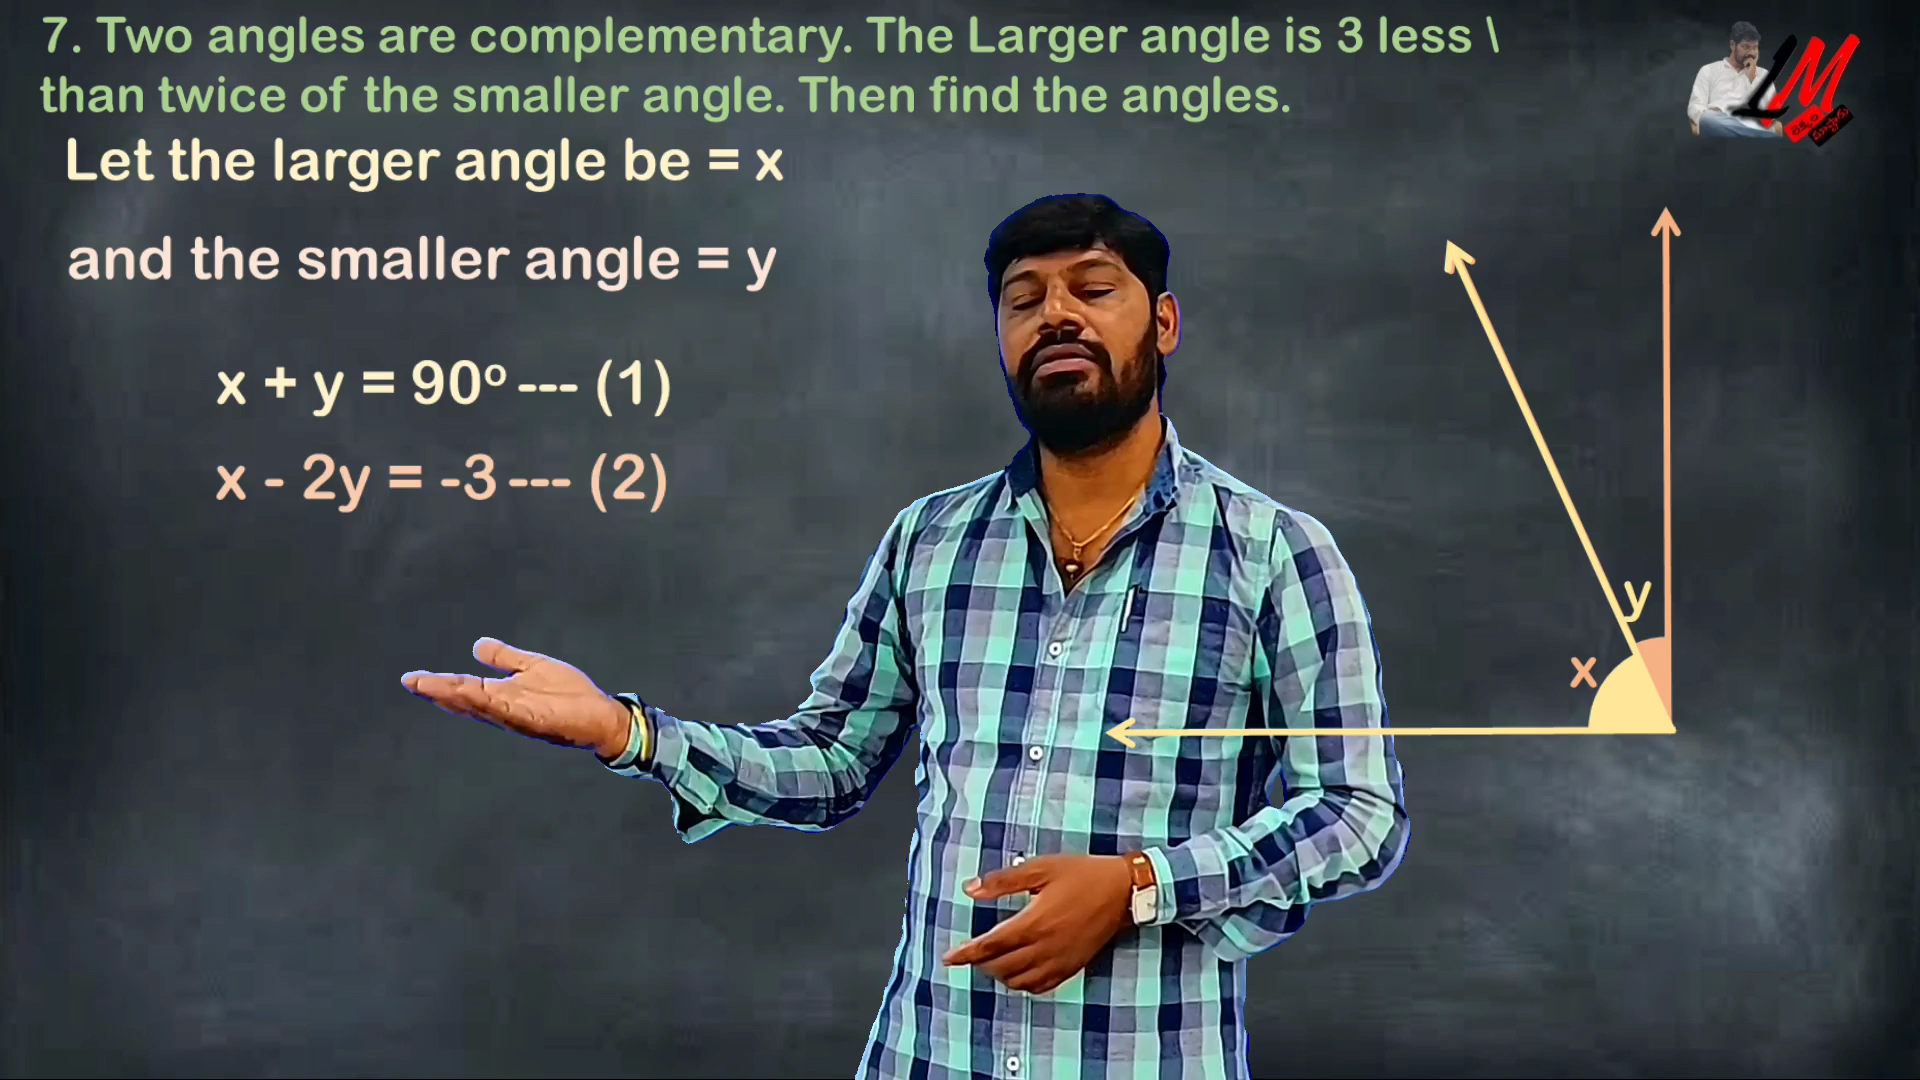 7. Two angles are complementary. The Larger angle is 3 less \
than twice of the smaller angle. Then find the angles.
Let the larger angle be = x
and the smaller angle = y
x + y = 90º --- (1)
x - 2y = -3 --- (2)
y
x
LM